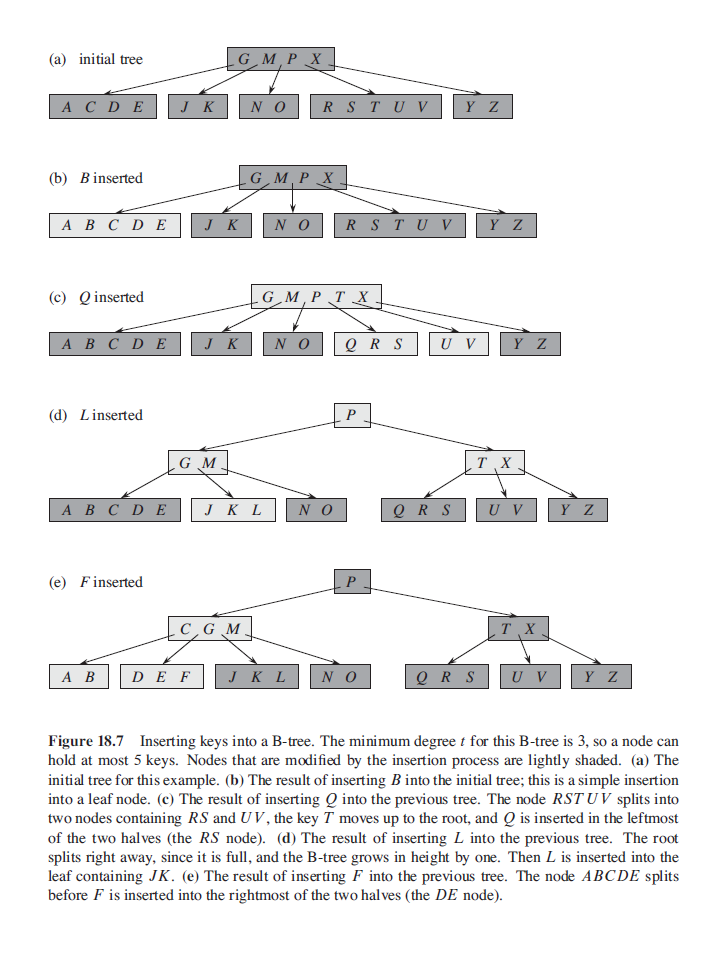 (a) initial tree
G M P X
A C D E J K N O R S T U V Y Z
(b) B inserted
G M P X
A B C D E J K N O R S T U V Y Z
(c) Q inserted
G M P T X
A B C D E J K N O Q R S U V Y Z
(d) L inserted
P
G M T X
A B C D E J K L N O Q R S U V Y Z
(e) F inserted
P
C G M T X
A B D E F J K L N O Q R S U V Y Z
Figure 18.7 Inserting keys into a B-tree. The minimum degree t for this B-tree is 3, so a node can
hold at most 5 keys. Nodes that are modified by the insertion process are lightly shaded. (a) The
initial tree for this example. (b) The result of inserting B into the initial tree; this is a simple insertion
into a leaf node. (c) The result of inserting Q into the previous tree. The node RSTUV splits into
two nodes containing RS and UV, the key T moves up to the root, and Q is inserted in the leftmost
of the two halves (the RS node). (d) The result of inserting L into the previous tree. The root
splits right away, since it is full, and the B-tree grows in height by one. Then L is inserted into the
leaf containing JK. (e) The result of inserting F into the previous tree. The node ABCDE splits
before F is inserted into the rightmost of the two halves (the DE node).